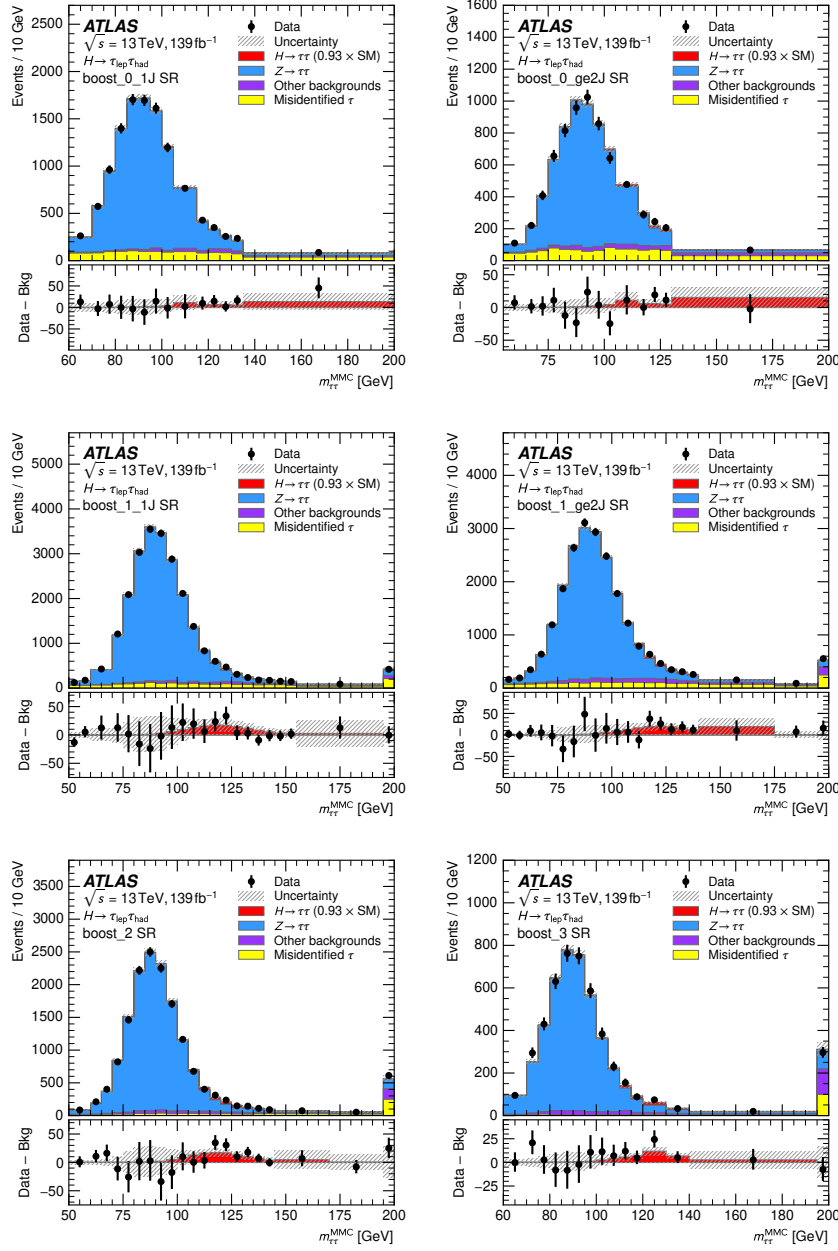 Events / 10 GeV
2500
2000
1500
1000
500
0
ATLAS
√s = 13 TeV, 139 fb⁻¹
H → τlepτhad
boost_0_1J SR
Data
Uncertainty
H → ττ (0.93 × SM)
Z → ττ
Other backgrounds
Misidentified τ
Data − Bkg
50
0
−50
60 80 100 120 140 160 180 200
mττMMC [GeV]
Events / 10 GeV
1600
1400
1200
1000
800
600
400
200
0
ATLAS
√s = 13 TeV, 139 fb⁻¹
H → τlepτhad
boost_0_ge2J SR
Data
Uncertainty
H → ττ (0.93 × SM)
Z → ττ
Other backgrounds
Misidentified τ
Data − Bkg
50
0
−50
75 100 125 150 175 200
mττMMC [GeV]
Events / 10 GeV
5000
4000
3000
2000
1000
0
ATLAS
√s = 13 TeV, 139 fb⁻¹
H → τlepτhad
boost_1_1J SR
Data
Uncertainty
H → ττ (0.93 × SM)
Z → ττ
Other backgrounds
Misidentified τ
Data − Bkg
50
0
−50
50 75 100 125 150 175 200
mττMMC [GeV]
Events / 10 GeV
4000
3000
2000
1000
0
ATLAS
√s = 13 TeV, 139 fb⁻¹
H → τlepτhad
boost_1_ge2J SR
Data
Uncertainty
H → ττ (0.93 × SM)
Z → ττ
Other backgrounds
Misidentified τ
Data − Bkg
50
0
−50
50 75 100 125 150 175 200
mττMMC [GeV]
Events / 10 GeV
3500
3000
2500
2000
1500
1000
500
0
ATLAS
√s = 13 TeV, 139 fb⁻¹
H → τlepτhad
boost_2 SR
Data
Uncertainty
H → ττ (0.93 × SM)
Z → ττ
Other backgrounds
Misidentified τ
Data − Bkg
50
0
−50
50 75 100 125 150 175 200
mττMMC [GeV]
Events / 10 GeV
1200
1000
800
600
400
200
0
ATLAS
√s = 13 TeV, 139 fb⁻¹
H → τlepτhad
boost_3 SR
Data
Uncertainty
H → ττ (0.93 × SM)
Z → ττ
Other backgrounds
Misidentified τ
Data − Bkg
25
0
−25
60 80 100 120 140 160 180 200
mττMMC [GeV]